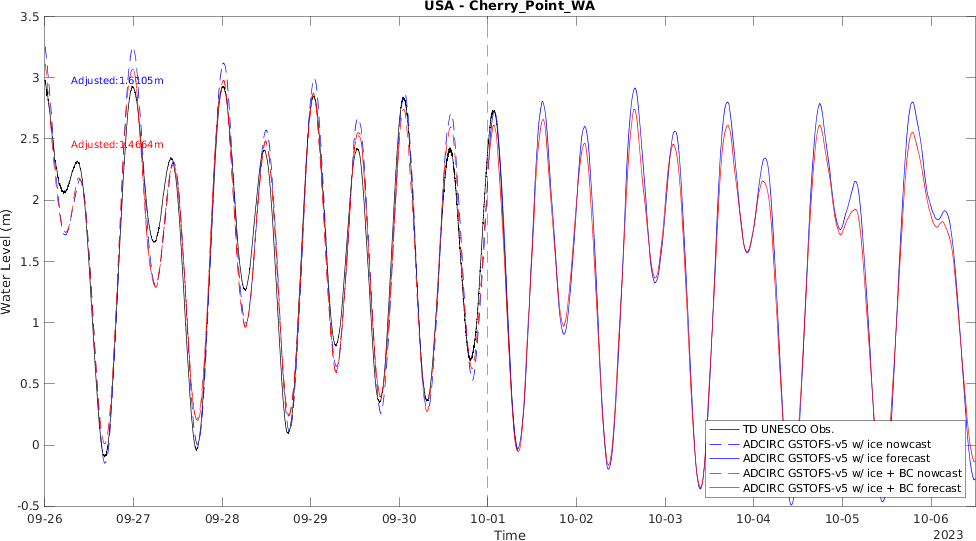 USA - Cherry_Point_WA
3.5
3
2.5
2
1.5
1
0.5
0
-0.5
Water Level (m)
Adjusted:1.6105m
Adjusted:1.4664m
TD UNESCO Obs.
ADCIRC GSTOFS-v5 w/ ice nowcast
ADCIRC GSTOFS-v5 w/ ice forecast
ADCIRC GSTOFS-v5 w/ ice + BC nowcast
ADCIRC GSTOFS-v5 w/ ice + BC forecast
09-26 09-27 09-28 09-29 09-30 10-01 10-02 10-03 10-04 10-05 10-06
Time
2023